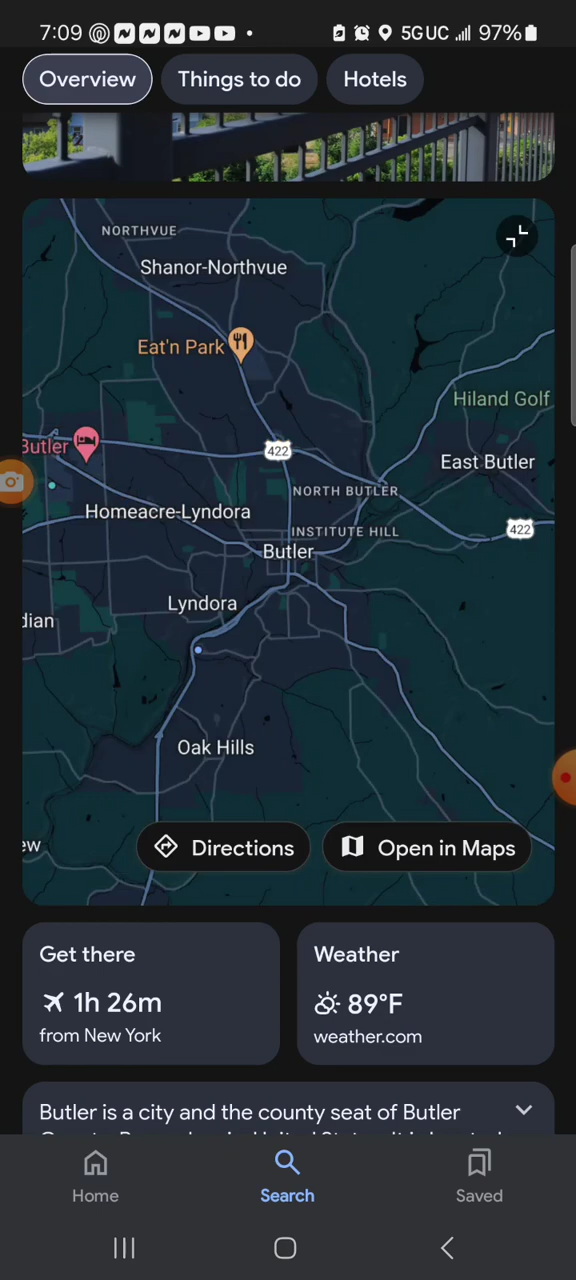 7:09 5G UC 97%
Overview Things to do Hotels
NORTHVUE
Shanor-Northvue
Eat'n Park
Hiland Golf
Butler
422
East Butler
NORTH BUTLER
Homeacre-Lyndora
INSTITUTE HILL
422
Butler
Lyndora
dian
Oak Hills
ew
Directions Open in Maps
Get there
1h 26m
from New York
Weather
89°F
weather.com
Butler is a city and the county seat of Butler
Home Search Saved